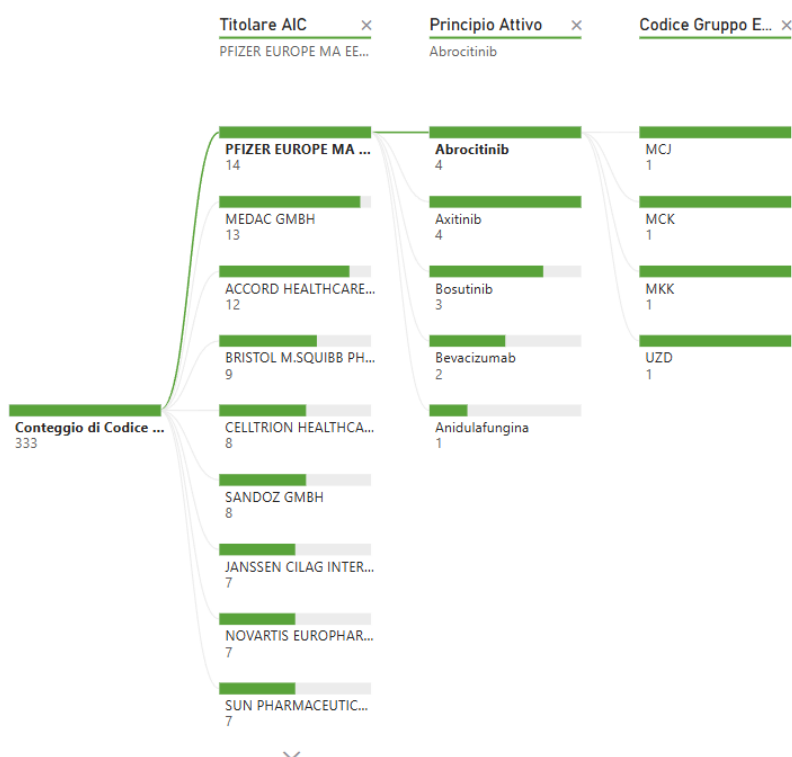 Titolare AIC
PFIZER EUROPE MA EE...
Principio Attivo
Abrocitinib
Codice Gruppo E...
Conteggio di Codice ...
333
PFIZER EUROPE MA ...
14
MEDAC GMBH
13
ACCORD HEALTHCARE...
12
BRISTOL M.SQUIBB PH...
9
CELLTRION HEALTHCA...
8
SANDOZ GMBH
8
JANSSEN CILAG INTER...
7
NOVARTIS EUROPHAR...
7
SUN PHARMACEUTIC...
7
Abrocitinib
4
Axitinib
4
Bosutinib
3
Bevacizumab
2
Anidulafungina
1
MCJ
1
MCK
1
MKK
1
UZD
1